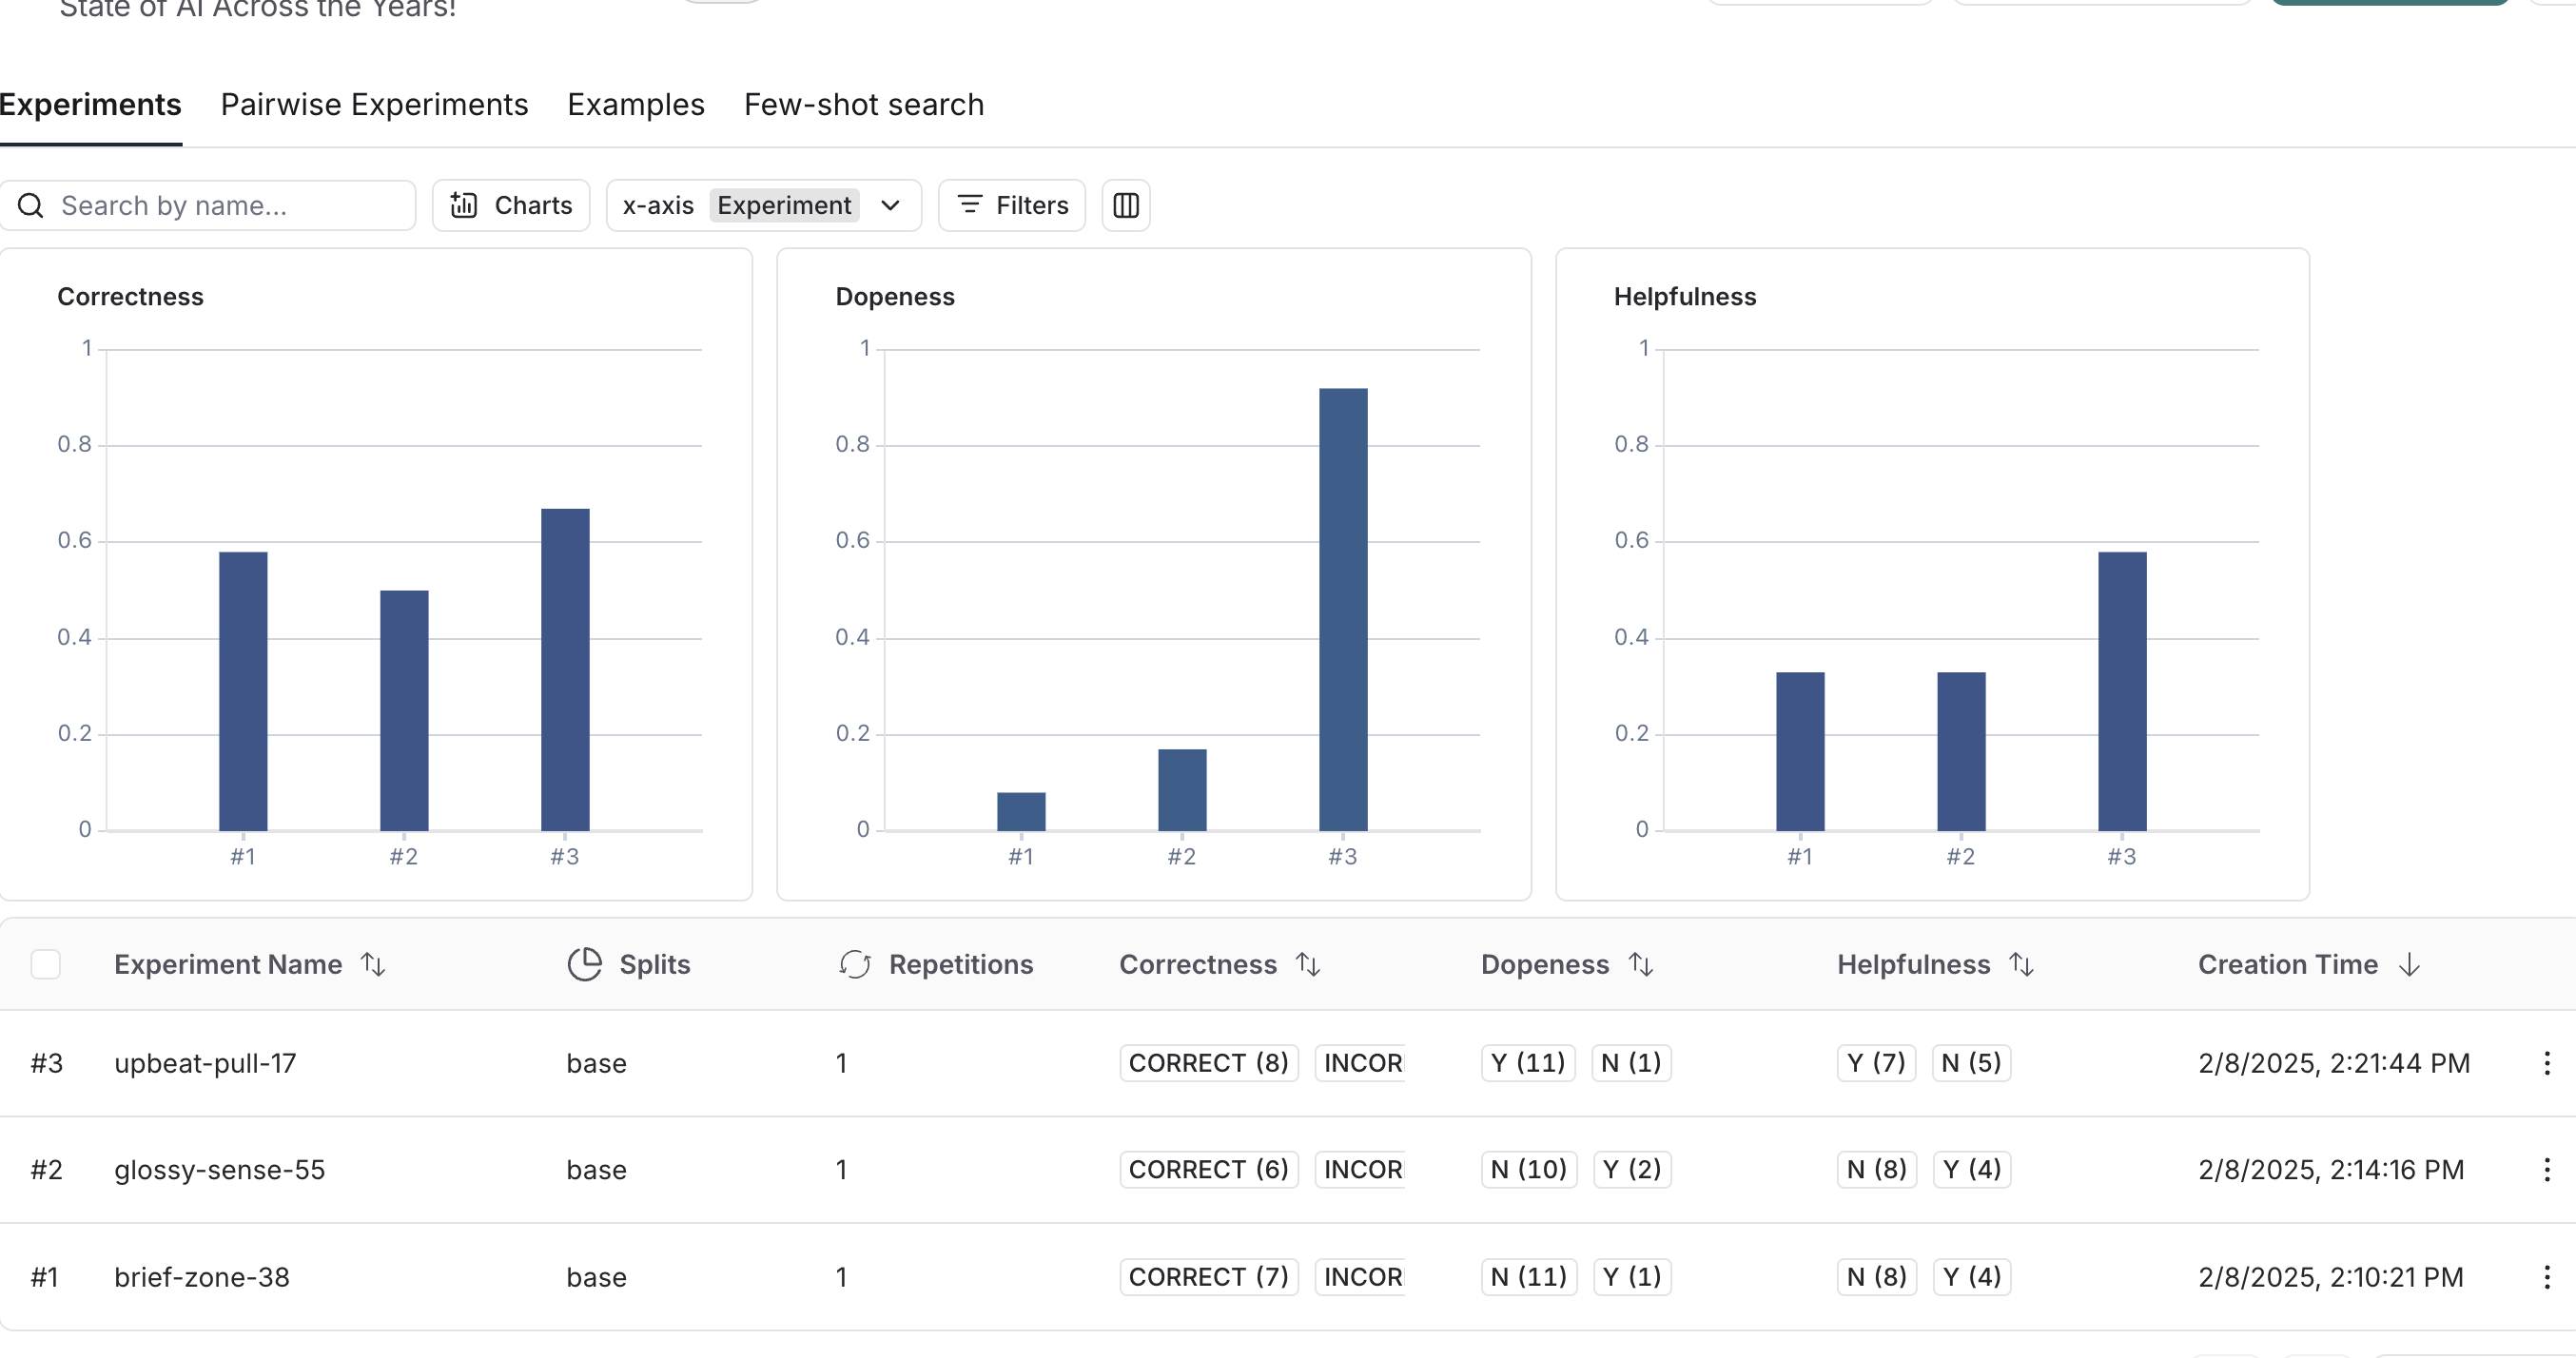 State of AI Across the Years!
Experiments Pairwise Experiments Examples Few-shot search
Search by name... Charts x-axis Experiment Filters
Correctness
1
0.8
0.6
0.4
0.2
0
#1 #2 #3
Dopeness
1
0.8
0.6
0.4
0.2
0
#1 #2 #3
Helpfulness
1
0.8
0.6
0.4
0.2
0
#1 #2 #3
Experiment Name Splits Repetitions Correctness Dopeness Helpfulness Creation Time
#3 upbeat-pull-17 base 1 CORRECT (8) INCOR Y (11) N (1) Y (7) N (5) 2/8/2025, 2:21:44 PM
#2 glossy-sense-55 base 1 CORRECT (6) INCOR N (10) Y (2) N (8) Y (4) 2/8/2025, 2:14:16 PM
#1 brief-zone-38 base 1 CORRECT (7) INCOR N (11) Y (1) N (8) Y (4) 2/8/2025, 2:10:21 PM